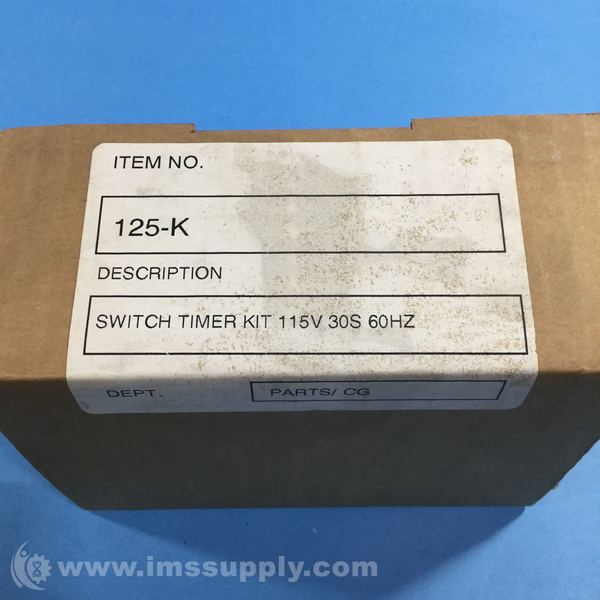 ITEM NO.
125-K
DESCRIPTION
SWITCH TIMER KIT 115V 30S 60HZ
DEPT. PARTS/ CG
www.imssupply.com